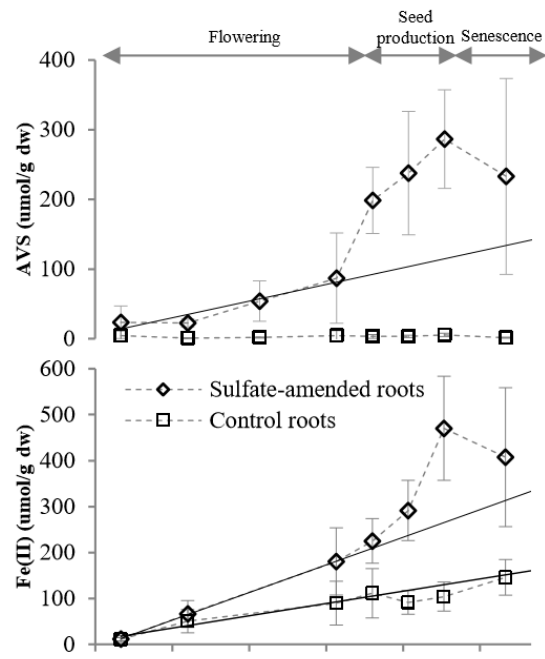 Flowering
Seed
production
Senescence
AVS (umol/g dw)
400
300
200
100
0
Fe(II) (umol/g dw)
600
500
400
300
200
100
0
Sulfate-amended roots
Control roots